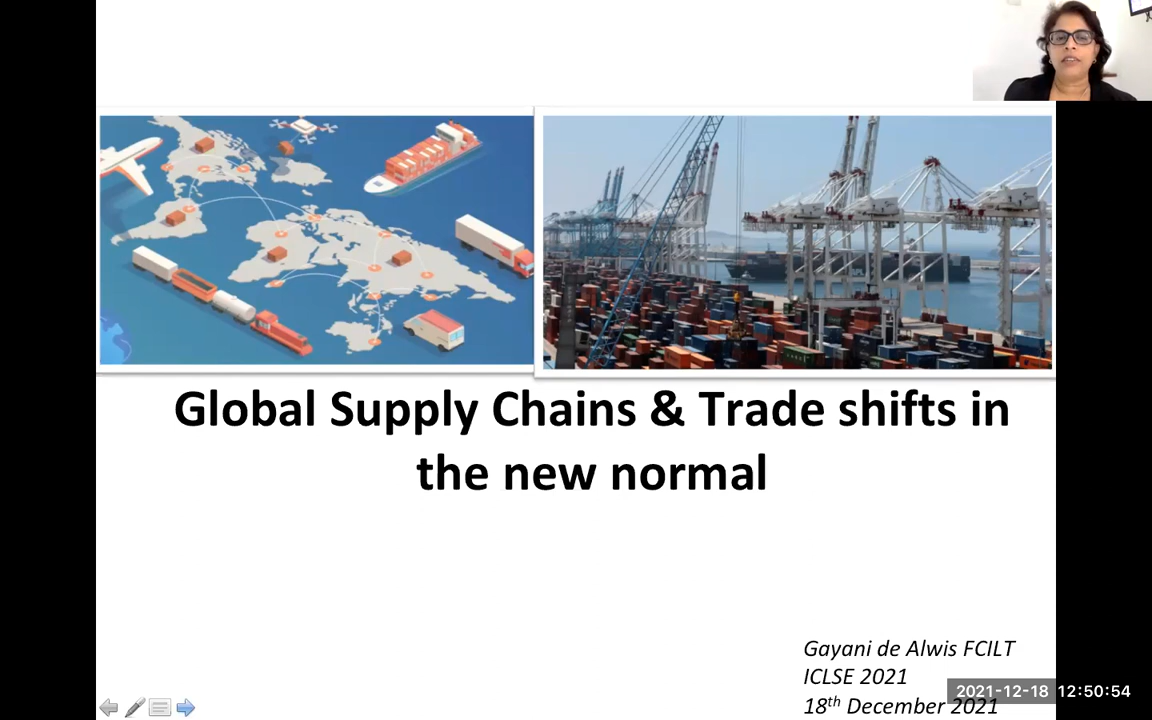 Global Supply Chains & Trade shifts in
the new normal
Gayani de Alwis FCILT
ICLSE 2021
18th December 2021
2021-12-18 12:50:54